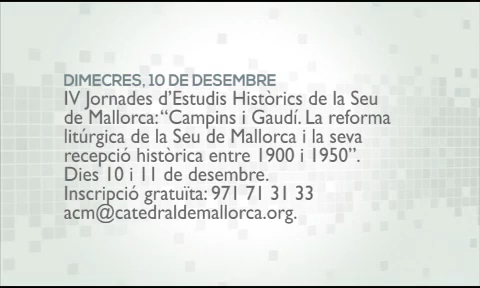 DIMECRES, 10 DE DESEMBRE
IV Jornades d'Estudis Històrics de la Seu
de Mallorca: “Campins i Gaudí. La reforma
litúrgica de la Seu de Mallorca i la seva
recepció històrica entre 1900 i 1950”.
Dies 10 i 11 de desembre.
Inscripció gratuïta: 971 71 31 33
acm@catedraldemallorca.org.